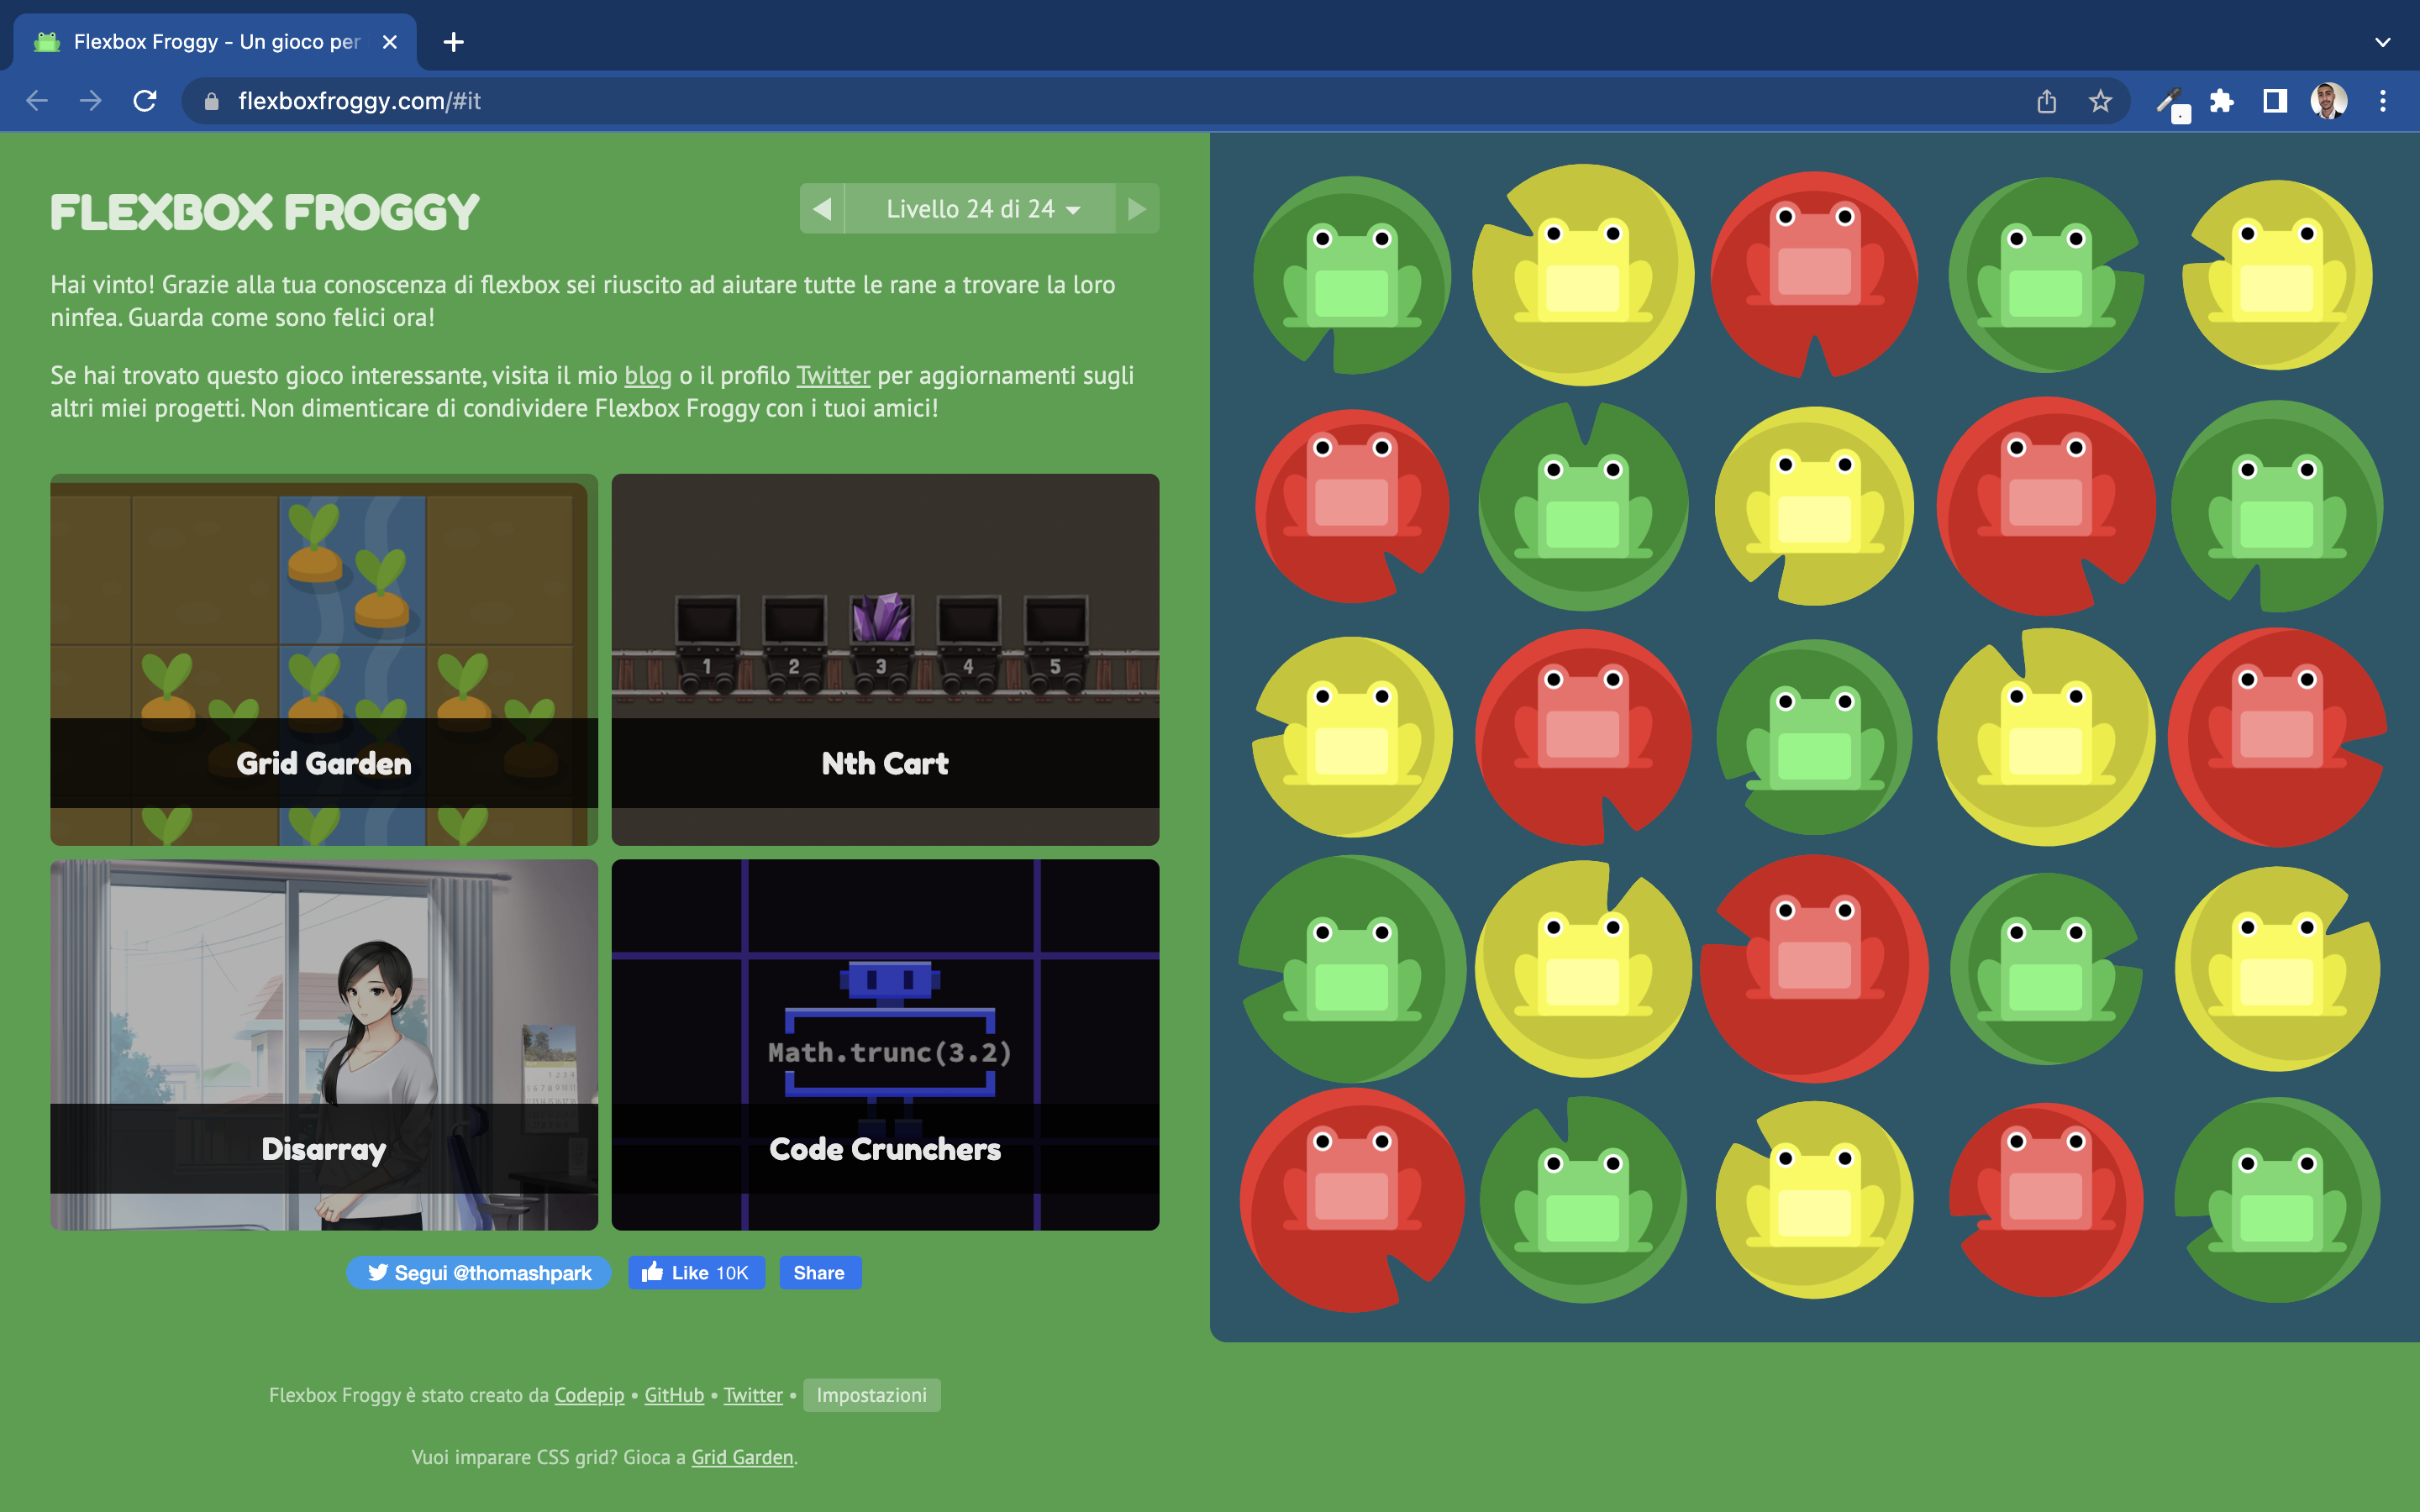 Flexbox Froggy - Un gioco per
flexboxfroggy.com/#it
FLEXBOX FROGGY
Livello 24 di 24
Hai vinto! Grazie alla tua conoscenza di flexbox sei riuscito ad aiutare tutte le rane a trovare la loro
ninfea. Guarda come sono felici ora!
Se hai trovato questo gioco interessante, visita il mio blog o il profilo Twitter per aggiornamenti sugli
altri miei progetti. Non dimenticare di condividere Flexbox Froggy con i tuoi amici!
1 2 3 4 5
Grid Garden
Nth Cart
Math.trunc(3.2)
Disarray
Code Crunchers
Segui @thomashpark
Like 10K
Share
Flexbox Froggy è stato creato da Codepip • GitHub • Twitter • Impostazioni
Vuoi imparare CSS grid? Gioca a Grid Garden.